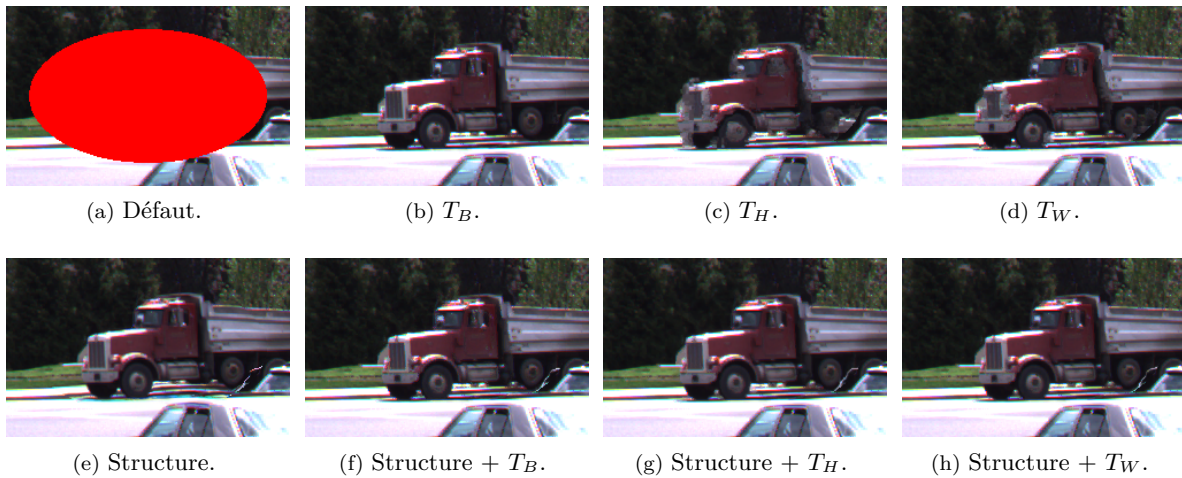 (a) Défaut. (b) T_B. (c) T_H. (d) T_W.
(e) Structure. (f) Structure + T_B. (g) Structure + T_H. (h) Structure + T_W.